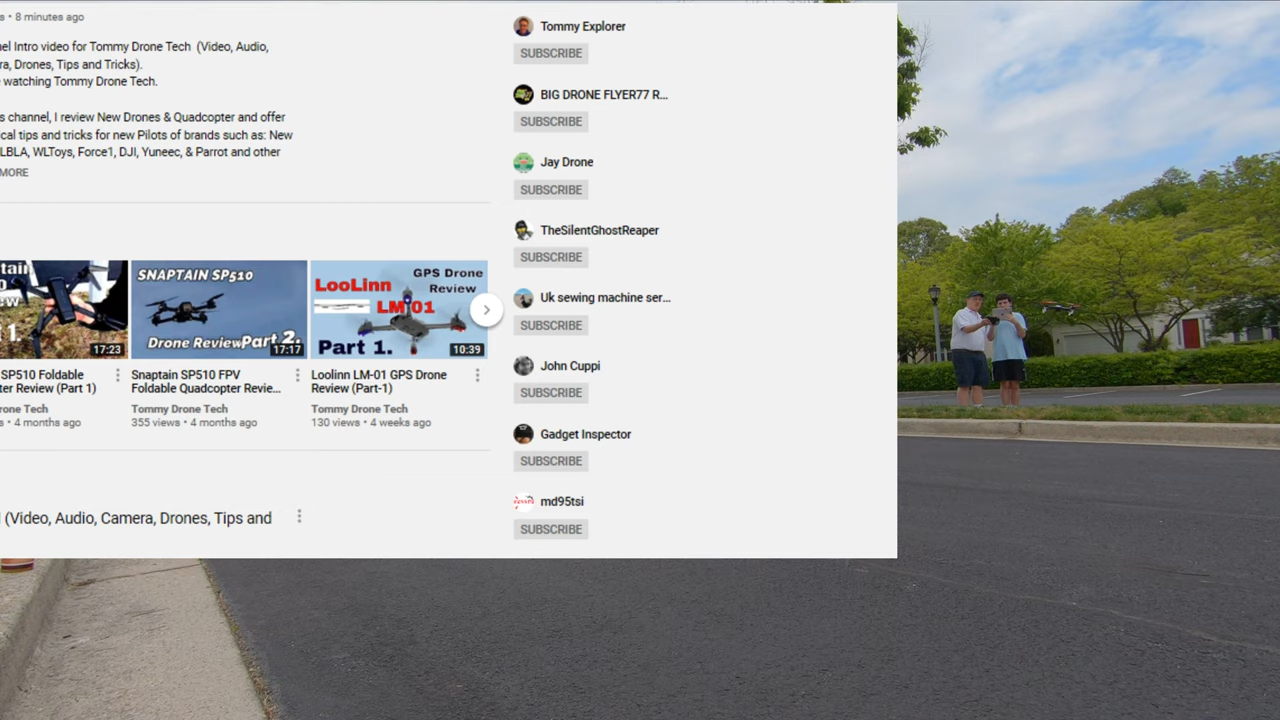 s • 8 minutes ago
nel Intro video for Tommy Drone Tech (Video, Audio,
ra, Drones, Tips and Tricks).
watching Tommy Drone Tech.
s channel, I review New Drones & Quadcopter and offer
cal tips and tricks for new Pilots of brands such as: New
LBLA, WLToys, Force1, DJI, Yuneec, & Parrot and other
MORE
1.
17:23
SP510 Foldable
ter Review (Part 1)
rone Tech
s • 4 months ago
SNAPTAIN SP510
Drone Review Part 2.
17:17
Snaptain SP510 FPV
Foldable Quadcopter Revie...
Tommy Drone Tech
355 views • 4 months ago
GPS Drone
Review
LooLinn
LM-01
Part 1.
10:39
Loolinn LM-01 GPS Drone
Review (Part-1)
Tommy Drone Tech
130 views • 4 weeks ago
(Video, Audio, Camera, Drones, Tips and
Tommy Explorer
SUBSCRIBE
BIG DRONE FLYER77 R...
SUBSCRIBE
Jay Drone
SUBSCRIBE
TheSilentGhostReaper
SUBSCRIBE
Uk sewing machine ser...
SUBSCRIBE
John Cuppi
SUBSCRIBE
Gadget Inspector
SUBSCRIBE
md95tsi
SUBSCRIBE